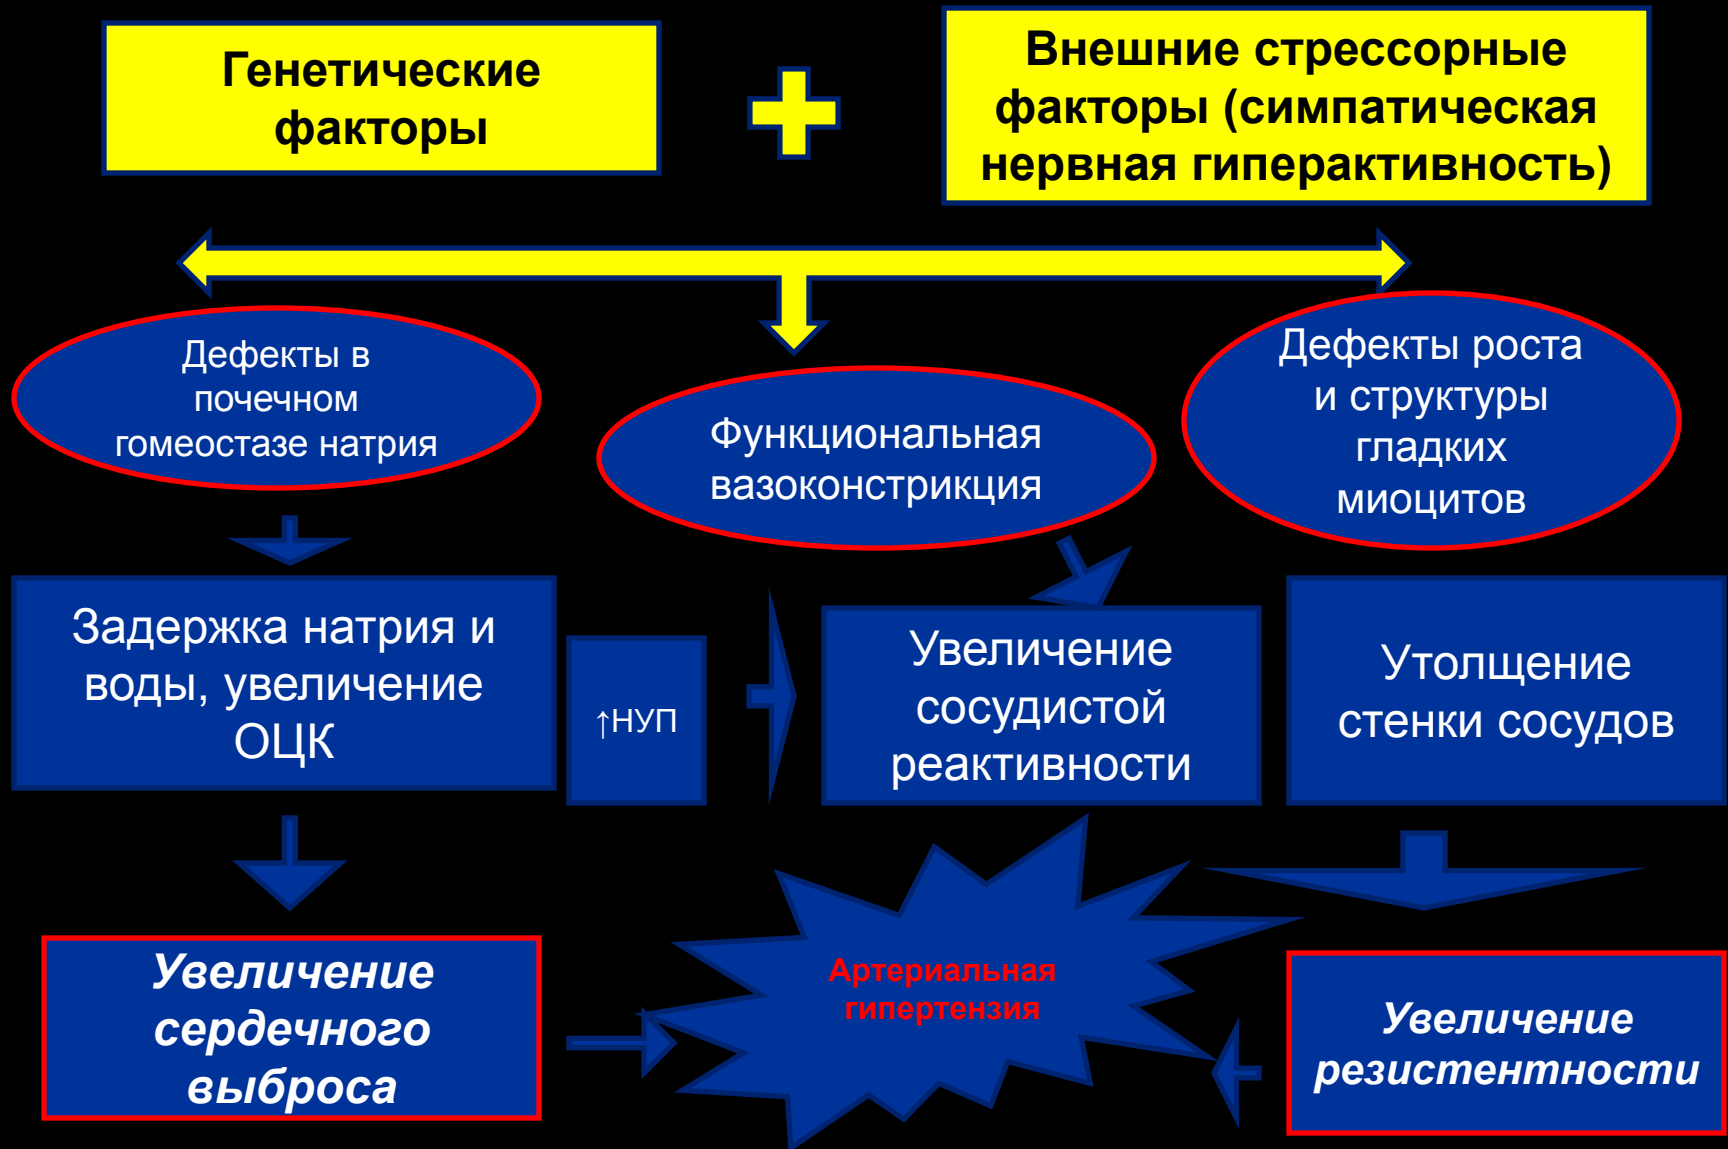 Генетические
факторы
Внешние стрессорные
факторы (симпатическая
нервная гиперактивность)
Дефекты в
почечном
гомеостазе натрия
Функциональная
вазоконстрикция
Дефекты роста
и структуры
гладких
миоцитов
Задержка натрия и
воды, увеличение
ОЦК
↑НУП
Увеличение
сосудистой
реактивности
Утолщение
стенки сосудов
Увеличение
сердечного
выброса
Артериальная
гипертензия
Увеличение
резистентности